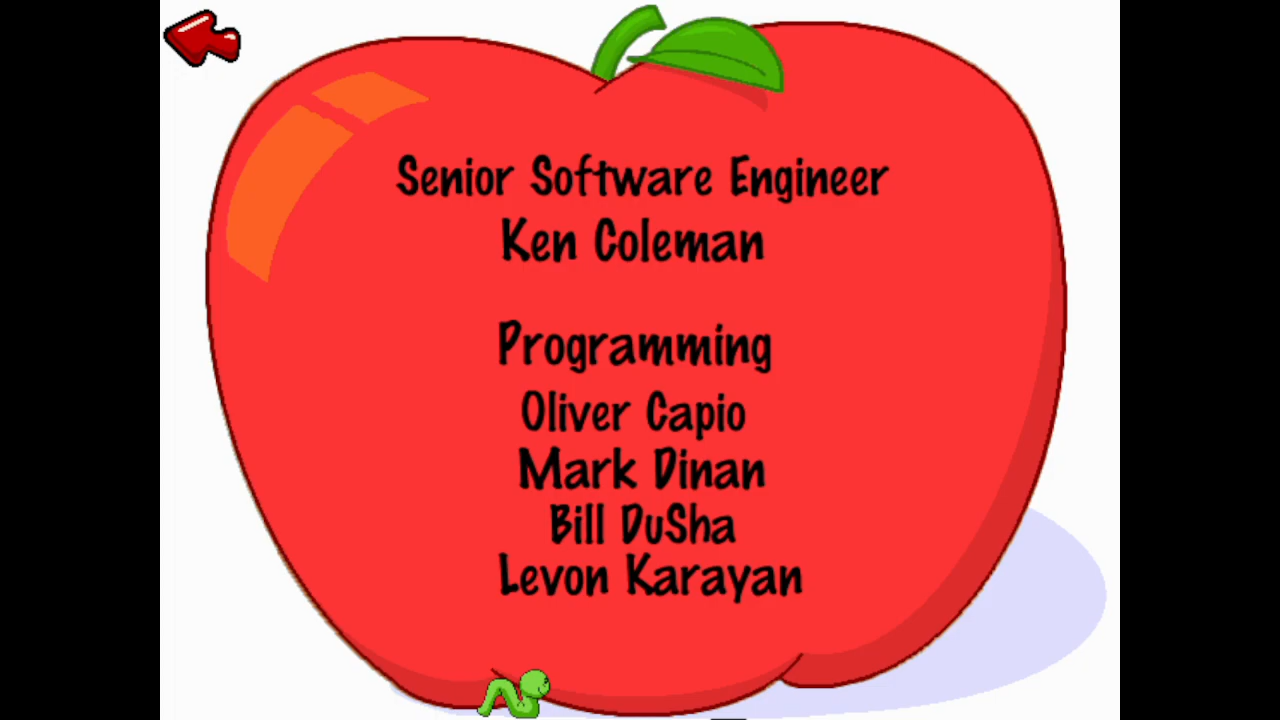 Senior Software Engineer
Ken Coleman
Programming
Oliver Capio
Mark Dinan
Bill DuSha
Levon Karayan